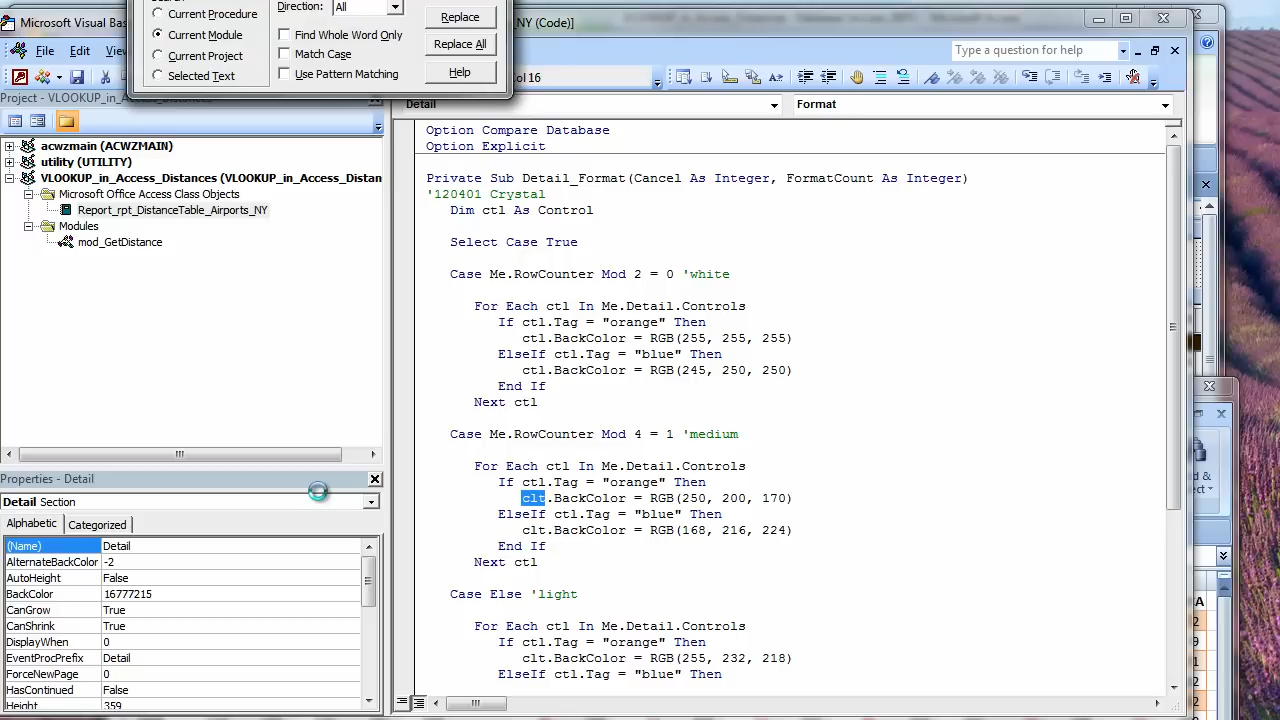 Microsoft Visual Bas
_NY (Code)]
Current Procedure
Direction:
All
Replace
Current Module
Find Whole Word Only
Replace All
Current Project
Match Case
Selected Text
Use Pattern Matching
Help
File
Edit
Type a question for help
Col 16
Project - VLOOKUP_in_Access_Distances
Detail
Format
acwzmain (ACWZMAIN)
utility (UTILITY)
VLOOKUP_in_Access_Distances (VLOOKUP_in_Access_Distan
Microsoft Office Access Class Objects
Report_rpt_DistanceTable_Airports_NY
Modules
mod_GetDistance
Option Compare Database
Option Explicit
Private Sub Detail_Format(Cancel As Integer, FormatCount As Integer)
'120401 Crystal
Dim ctl As Control
Select Case True
Case Me.RowCounter Mod 2 = 0 'white
For Each ctl In Me.Detail.Controls
If ctl.Tag = "orange" Then
ctl.BackColor = RGB(255, 255, 255)
ElseIf ctl.Tag = "blue" Then
ctl.BackColor = RGB(245, 250, 250)
End If
Next ctl
Case Me.RowCounter Mod 4 = 1 'medium
For Each ctl In Me.Detail.Controls
If ctl.Tag = "orange" Then
clt.BackColor = RGB(250, 200, 170)
ElseIf ctl.Tag = "blue" Then
clt.BackColor = RGB(168, 216, 224)
End If
Next ctl
Case Else 'light
For Each ctl In Me.Detail.Controls
If ctl.Tag = "orange" Then
clt.BackColor = RGB(255, 232, 218)
ElseIf ctl.Tag = "blue" Then
Properties - Detail
Detail Section
Alphabetic
Categorized
(Name) Detail
AlternateBackColor -2
AutoHeight False
BackColor 16777215
CanGrow True
CanShrink True
DisplayWhen 0
EventProcPrefix Detail
ForceNewPage 0
HasContinued False
Height 359